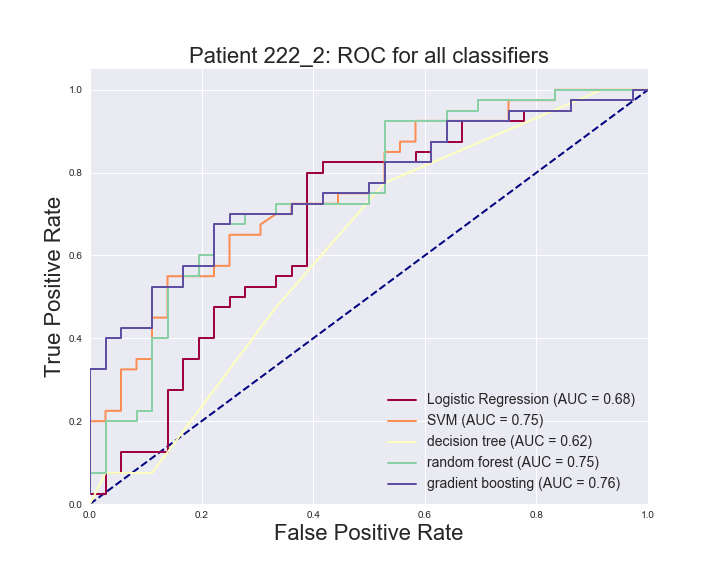 Patient 222_2: ROC for all classifiers
True Positive Rate
1.0
0.8
0.6
0.4
0.2
0.0
Logistic Regression (AUC = 0.68)
SVM (AUC = 0.75)
decision tree (AUC = 0.62)
random forest (AUC = 0.75)
gradient boosting (AUC = 0.76)
0.0 0.2 0.4 0.6 0.8 1.0
False Positive Rate